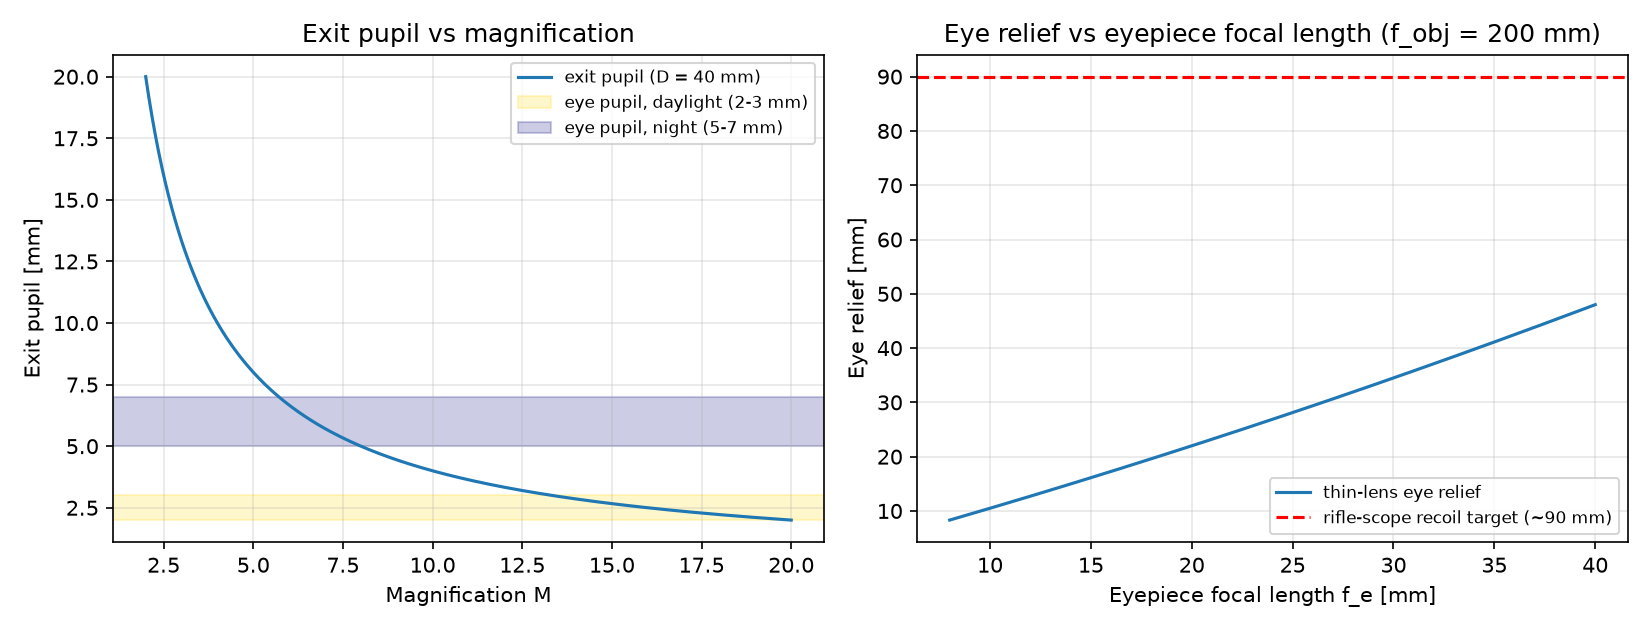 Exit pupil vs magnification
20.0
17.5
15.0
12.5
10.0
7.5
5.0
2.5
Exit pupil [mm]
exit pupil (D = 40 mm)
eye pupil, daylight (2-3 mm)
eye pupil, night (5-7 mm)
2.5 5.0 7.5 10.0 12.5 15.0 17.5 20.0
Magnification M
Eye relief vs eyepiece focal length (f_obj = 200 mm)
90
80
70
60
50
40
30
20
10
Eye relief [mm]
thin-lens eye relief
rifle-scope recoil target (~90 mm)
10 15 20 25 30 35 40
Eyepiece focal length f_e [mm]